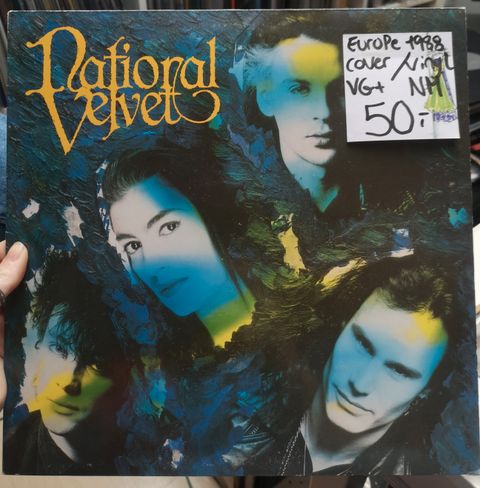 National
Velvet
Europe 1988
cover / vinyl
VG+ NM
50:-